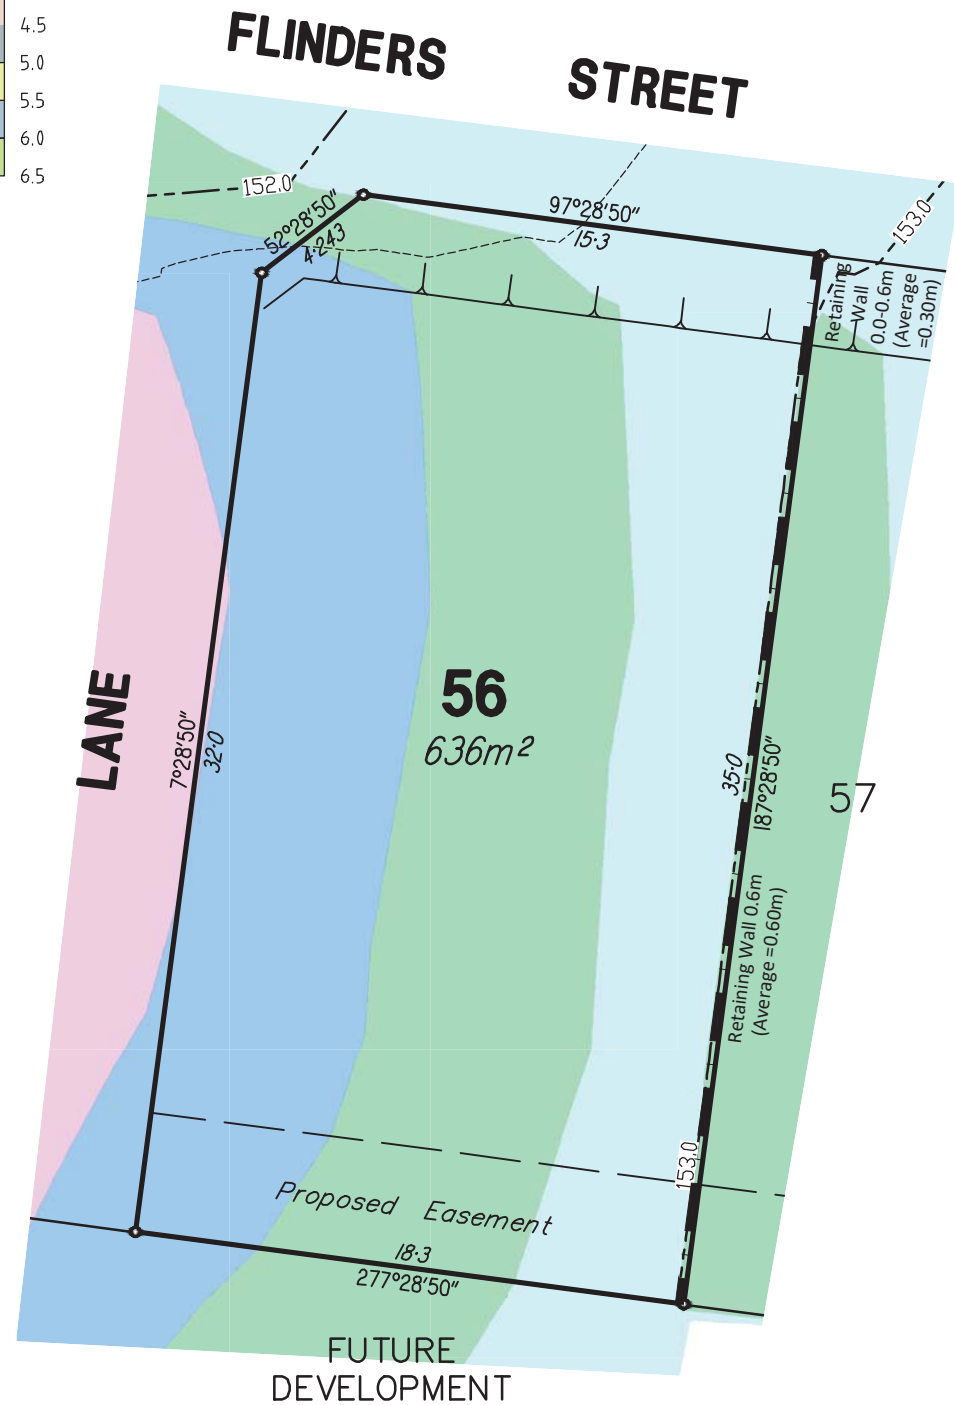 4.5
5.0
5.5
6.0
6.5
FLINDERS STREET
152.0
52°28'50"
4·243
97°28'50"
15·3
153.0
Retaining
Wall
0.0-0.6m
(Average
=0.30m)
LANE
7°28'50"
32·0
56
636m²
35·0
187°28'50"
57
Retaining Wall 0.6m
(Average =0.60m)
153.0
Proposed Easement
18·3
277°28'50"
FUTURE
DEVELOPMENT